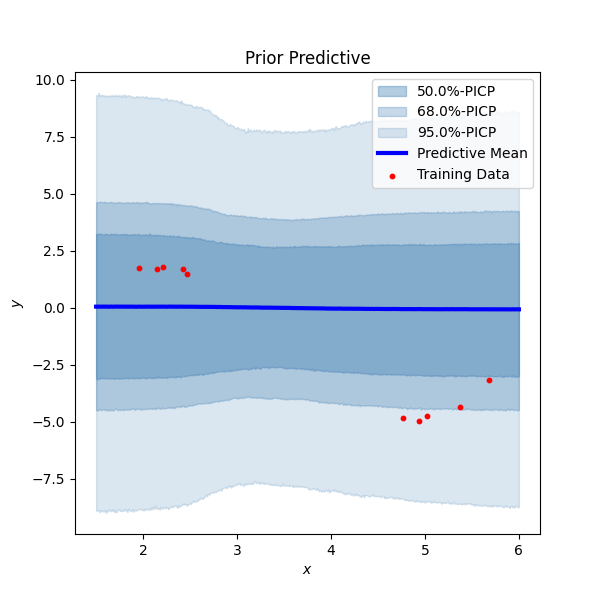 Prior Predictive
10.0
7.5
5.0
2.5
0.0
−2.5
−5.0
−7.5
y
2
3
4
5
6
x
50.0%-PICP
68.0%-PICP
95.0%-PICP
Predictive Mean
Training Data